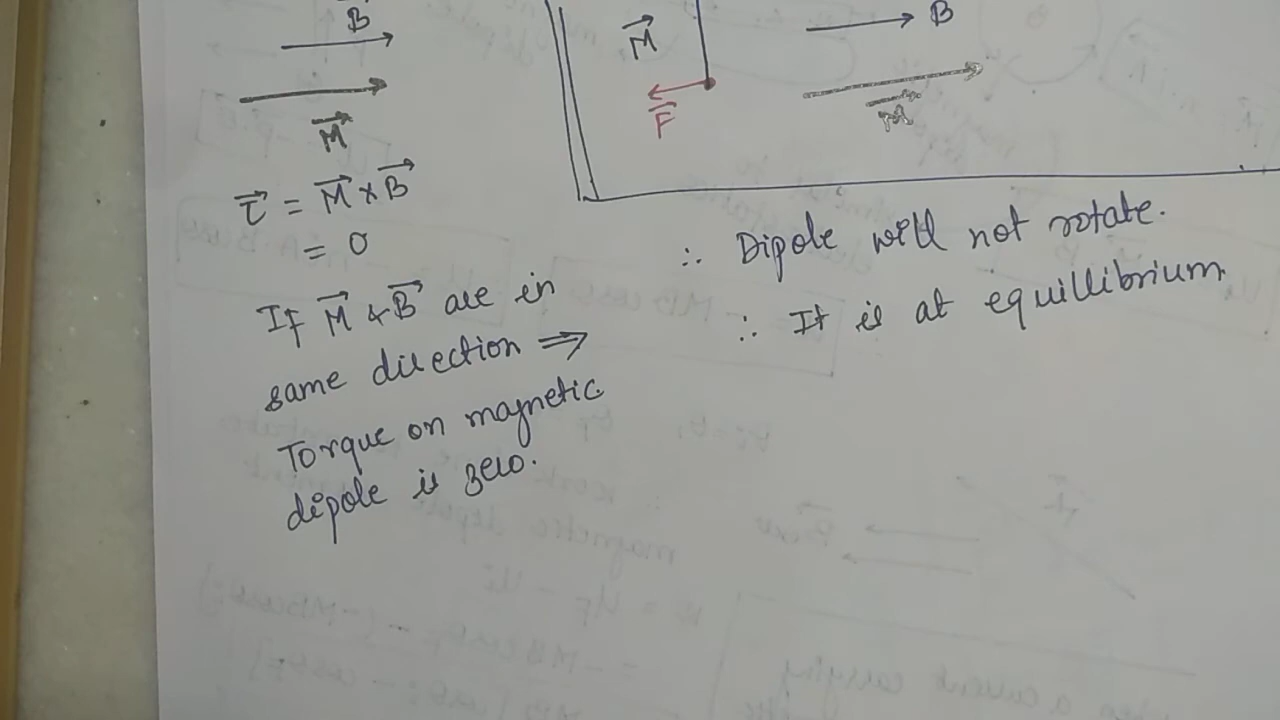 B
M⃗
τ⃗ = M⃗ × B⃗
= 0
If M⃗ & B⃗ are in
same direction ⇒
Torque on magnetic
dipole is zero.
M⃗
F⃗
B
M⃗
∴ Dipole will not rotate.
∴ It is at equillibrium.